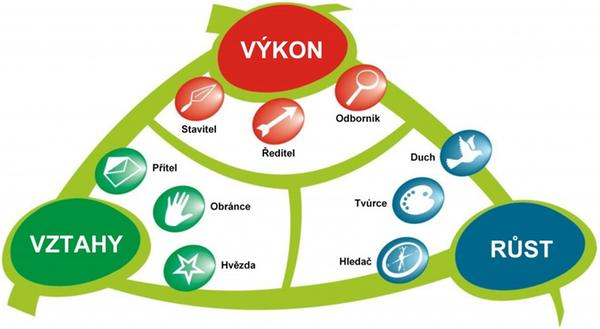 VÝKON
Stavitel
Ředitel
Odborník
Přítel
Obránce
Hvězda
VZTAHY
Duch
Tvůrce
Hledač
RŮST